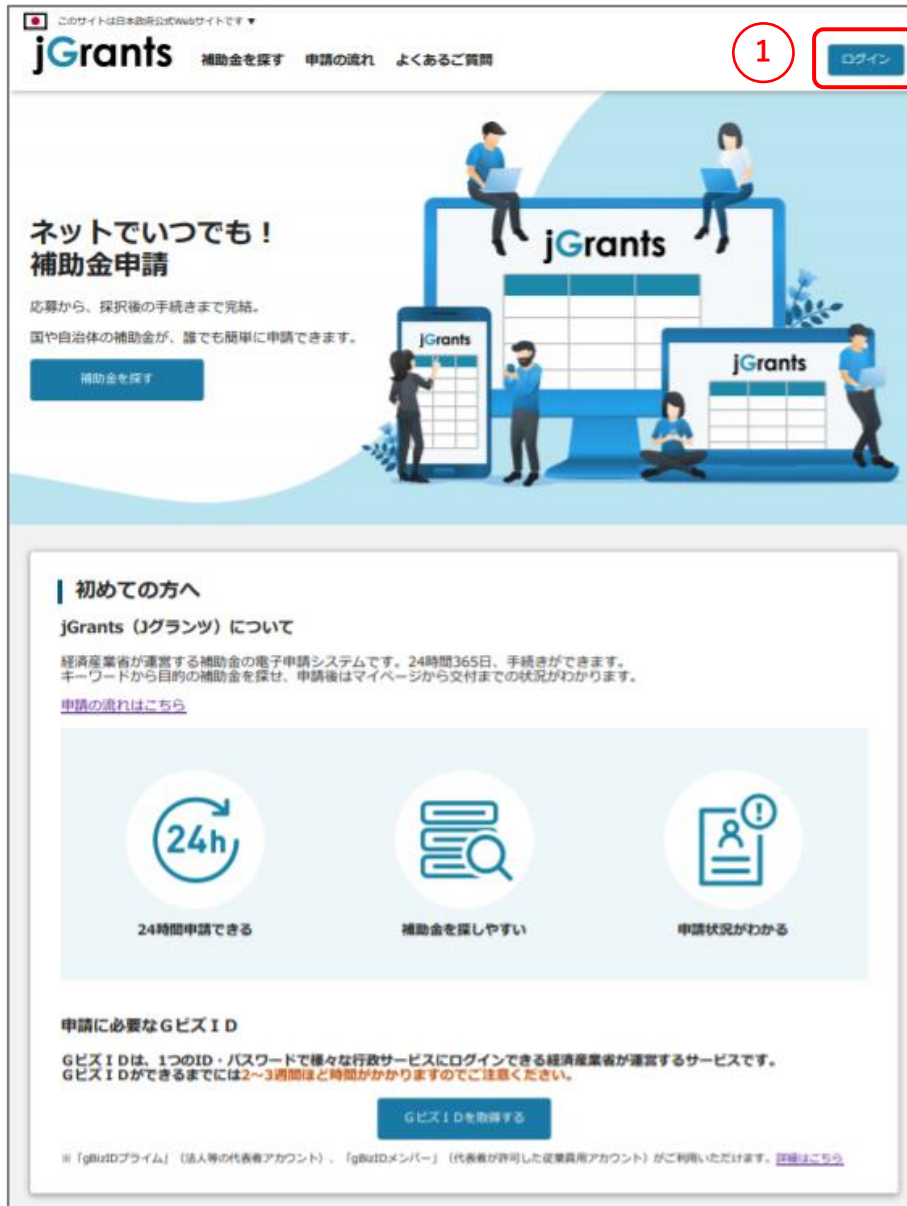 このサイトは日本政府公式Webサイトです ▼
jGrants 補助金を探す 申請の流れ よくあるご質問
1
ログイン
ネットでいつでも！
補助金申請
応募から、採択後の手続きまで完結。
国や自治体の補助金が、誰でも簡単に申請できます。
補助金を探す
jGrants
jGrants
jGrants
初めての方へ
jGrants（Jグランツ）について
経済産業省が運営する補助金の電子申請システムです。24時間365日、手続きができます。
キーワードから目的の補助金を探せ、申請後はマイページから交付までの状況がわかります。
申請の流れはこちら
24h
24時間申請できる
補助金を探しやすい
申請状況がわかる
申請に必要なＧビズＩＤ
ＧビズＩＤは、1つのID・パスワードで様々な行政サービスにログインできる経済産業省が運営するサービスです。
ＧビズＩＤができるまでには2～3週間ほど時間がかかりますのでご注意ください。
ＧビズＩＤを取得する
※「gBizIDプライム」（法人等の代表者アカウント）、「gBizIDメンバー」（代表者が許可した従業員用アカウント）がご利用いただけます。詳細はこちら